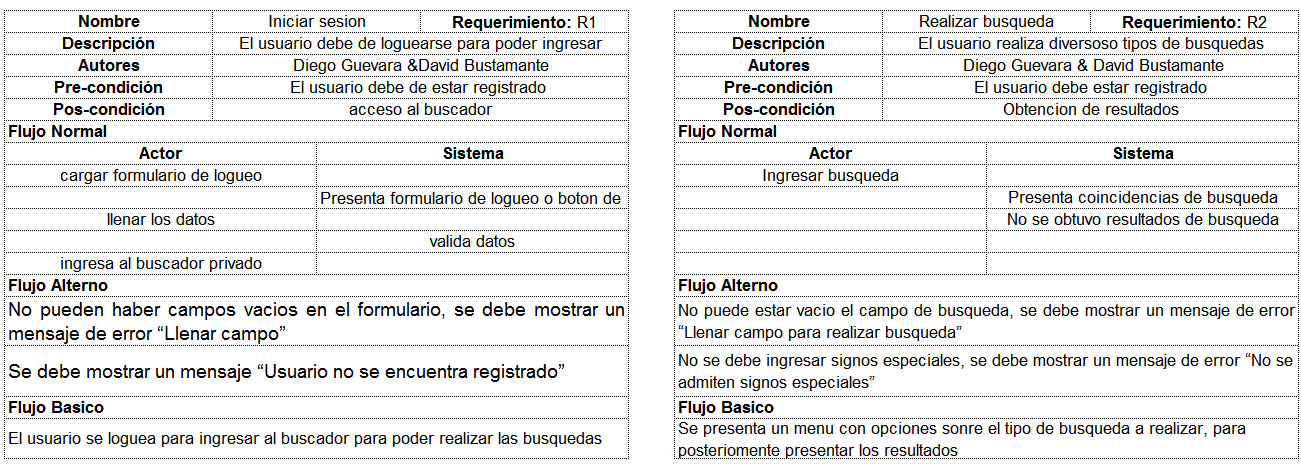 Nombre Iniciar sesion Requerimiento: R1
Descripción El usuario debe de loguearse para poder ingresar
Autores Diego Guevara &David Bustamante
Pre-condición El usuario debe de estar registrado
Pos-condición acceso al buscador
Flujo Normal
Actor Sistema
cargar formulario de logueo
Presenta formulario de logueo o boton de
llenar los datos
valida datos
ingresa al buscador privado
Flujo Alterno
No pueden haber campos vacios en el formulario, se debe mostrar un
mensaje de error “Llenar campo”
Se debe mostrar un mensaje “Usuario no se encuentra registrado”
Flujo Basico
El usuario se loguea para ingresar al buscador para poder realizar las busquedas
Nombre Realizar busqueda Requerimiento: R2
Descripción El usuario realiza diversoso tipos de busquedas
Autores Diego Guevara & David Bustamante
Pre-condición El usuario debe estar registrado
Pos-condición Obtencion de resultados
Flujo Normal
Actor Sistema
Ingresar busqueda
Presenta coincidencias de busqueda
No se obtuvo resultados de busqueda
Flujo Alterno
No puede estar vacio el campo de busqueda, se debe mostrar un mensaje de error
“Llenar campo para realizar busqueda”
No se debe ingresar signos especiales, se debe mostrar un mensaje de error “No se
admiten signos especiales”
Flujo Basico
Se presenta un menu con opciones sonre el tipo de busqueda a realizar, para
posteriomente presentar los resultados